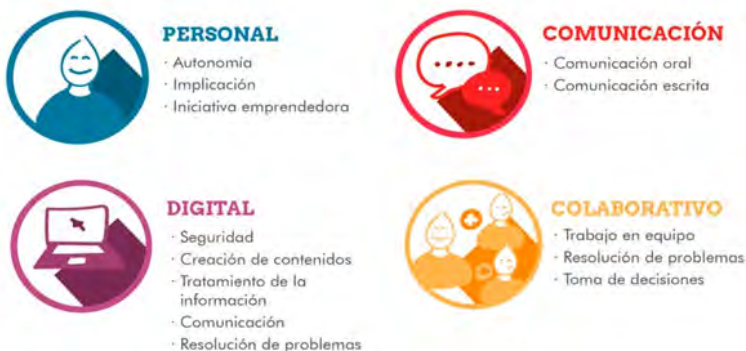 PERSONAL
· Autonomía
· Implicación
· Iniciativa emprendedora
COMUNICACIÓN
· Comunicación oral
· Comunicación escrita
DIGITAL
· Seguridad
· Creación de contenidos
· Tratamiento de la
información
· Comunicación
· Resolución de problemas
COLABORATIVO
· Trabajo en equipo
· Resolución de problemas
· Toma de decisiones